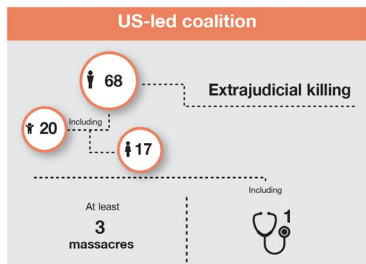 US-led coalition
68
Extrajudicial killing
Including
20
17
Including
At least
3
massacres
1